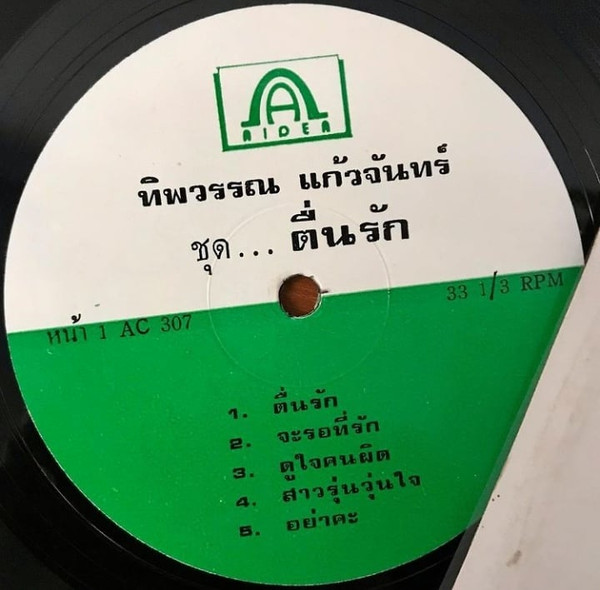 AIDEA
ทิพวรรณ แก้วจันทร์
ชุด... ตื่นรัก
หน้า 1 AC 307
33 1/3 RPM
1. ตื่นรัก
2. จะรอที่รัก
3. ดูใจคนผิด
4. สาวรุ่นวุ่นใจ
5. อย่าคะ